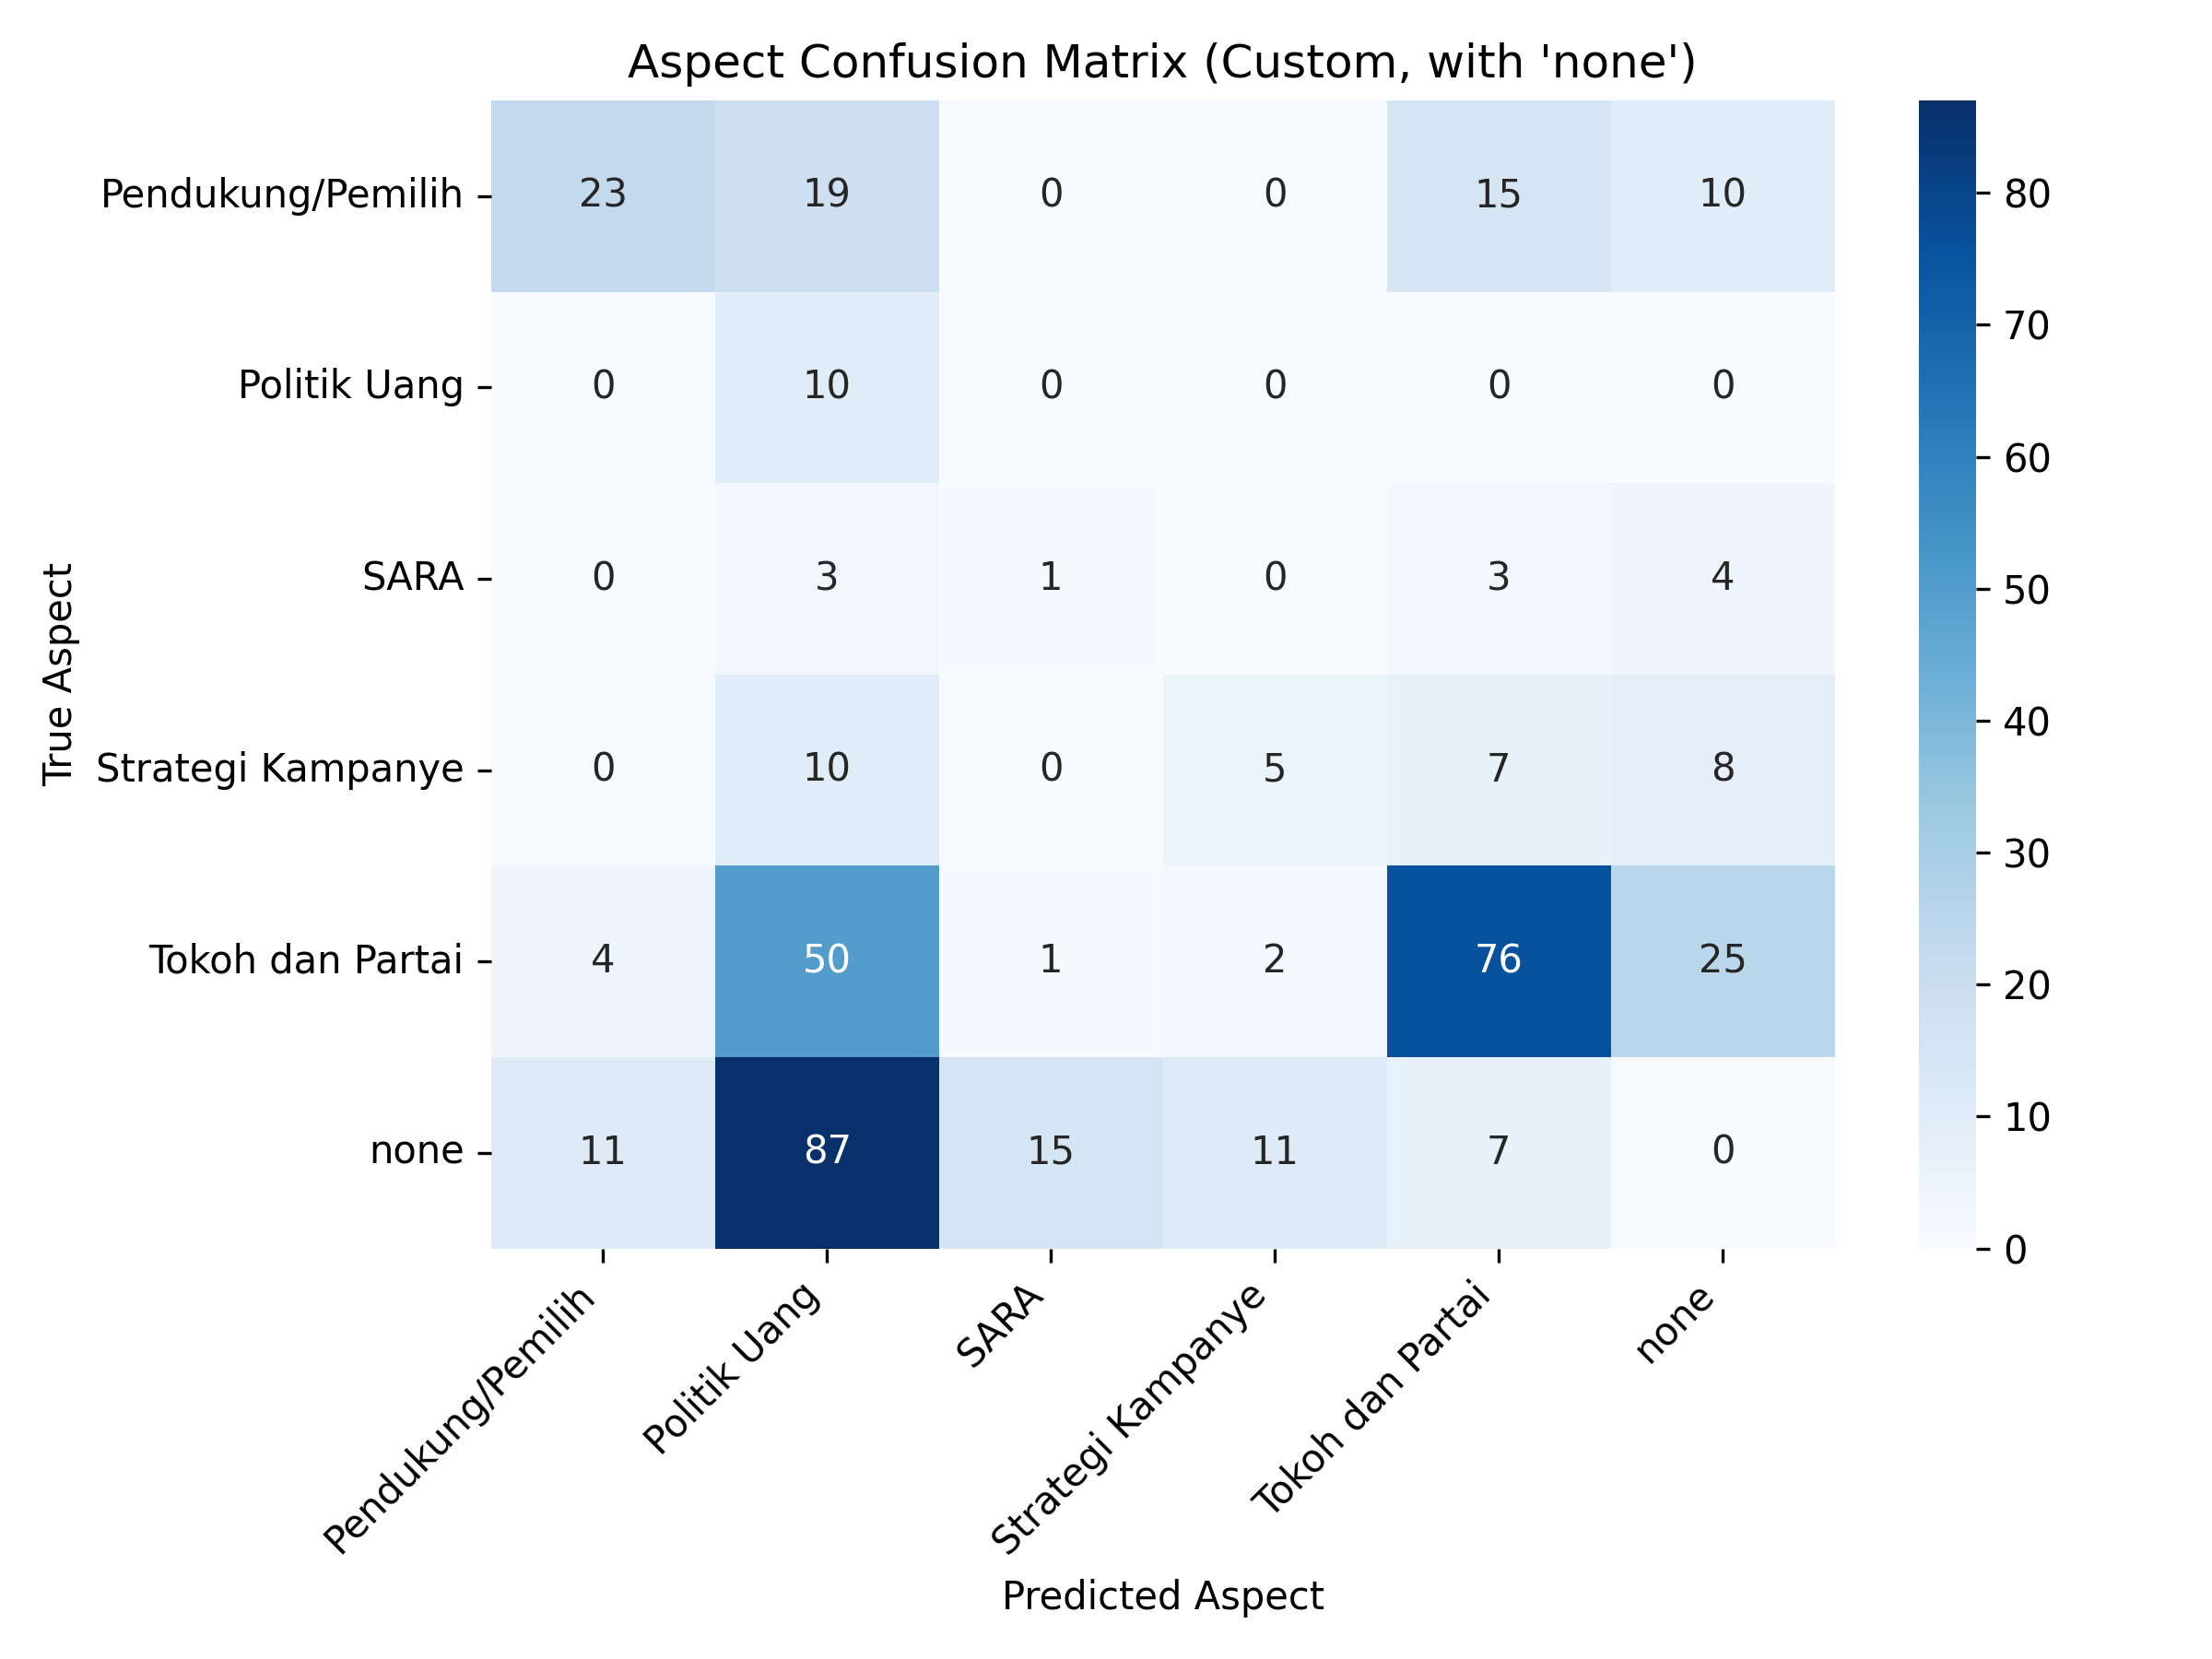 Aspect Confusion Matrix (Custom, with 'none')
True Aspect
Pendukung/Pemilih 23 19 0 0 15 10
Politik Uang 0 10 0 0 0 0
SARA 0 3 1 0 3 4
Strategi Kampanye 0 10 0 5 7 8
Tokoh dan Partai 4 50 1 2 76 25
none 11 87 15 11 7 0
Pendukung/Pemilih
Politik Uang
SARA
Strategi Kampanye
Tokoh dan Partai
none
Predicted Aspect
80
70
60
50
40
30
20
10
0